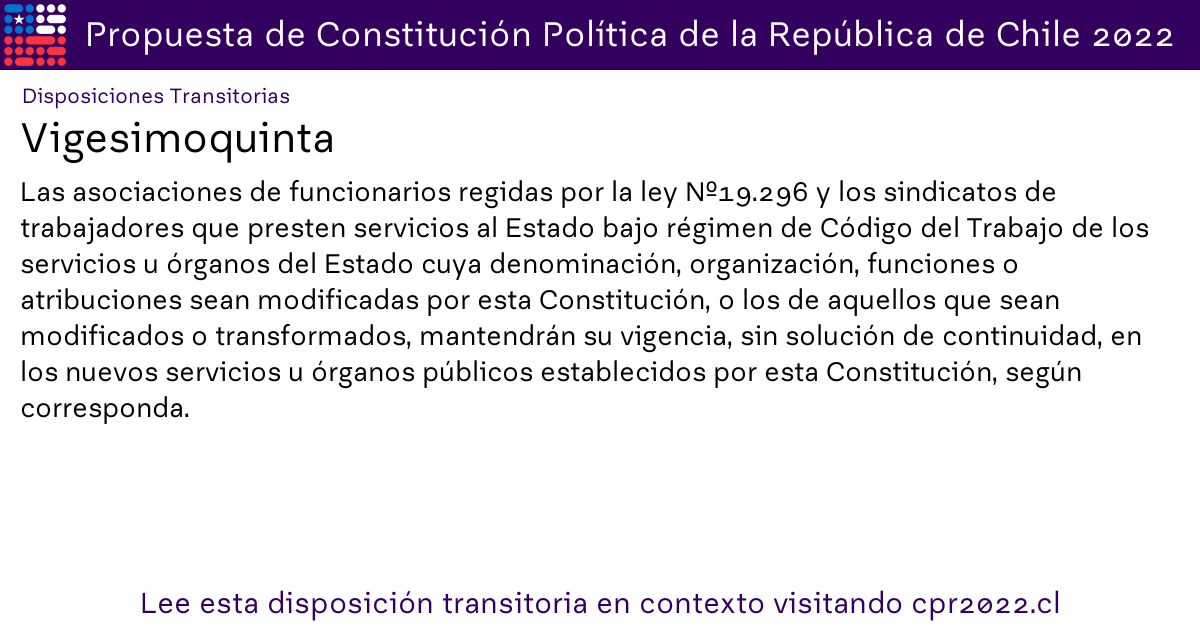 Propuesta de Constitución Política de la República de Chile 2022
Disposiciones Transitorias
Vigesimoquinta
Las asociaciones de funcionarios regidas por la ley Nº19.296 y los sindicatos de
trabajadores que presten servicios al Estado bajo régimen de Código del Trabajo de los
servicios u órganos del Estado cuya denominación, organización, funciones o
atribuciones sean modificadas por esta Constitución, o los de aquellos que sean
modificados o transformados, mantendrán su vigencia, sin solución de continuidad, en
los nuevos servicios u órganos públicos establecidos por esta Constitución, según
corresponda.
Lee esta disposición transitoria en contexto visitando cpr2022.cl